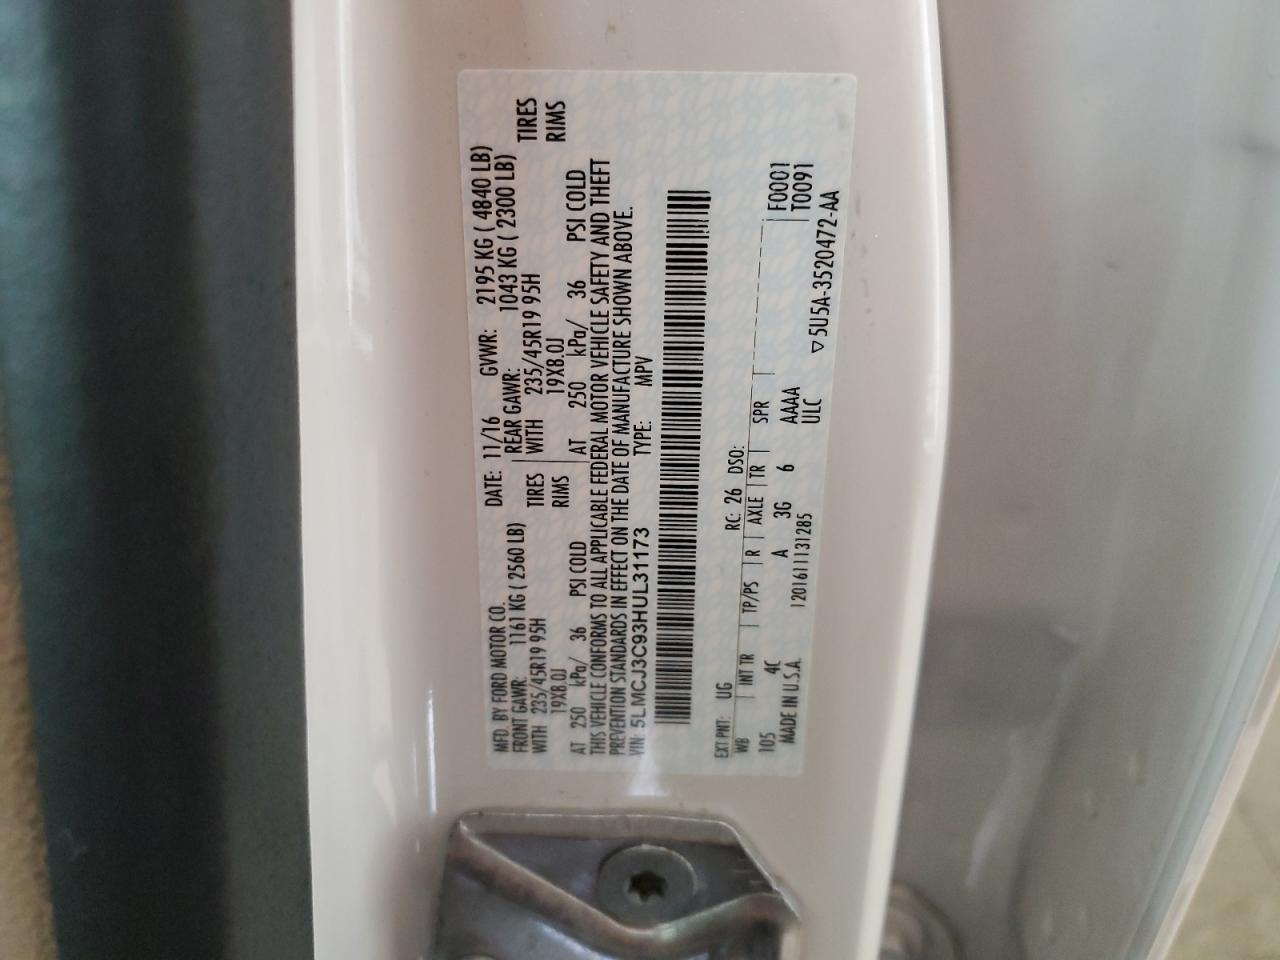 MFD. BY FORD MOTOR CO. DATE: 11/16 GVWR: 2195 KG ( 4840 LB)
FRONT GAWR: 1161 KG ( 2560 LB) REAR GAWR: 1043 KG ( 2300 LB)
WITH 235/45R19 95H TIRES WITH 235/45R19 95H TIRES
19X8.0J RIMS 19X8.0J RIMS
AT 250 kPa/ 36 PSI COLD AT 250 kPa/ 36 PSI COLD
THIS VEHICLE CONFORMS TO ALL APPLICABLE FEDERAL MOTOR VEHICLE SAFETY AND THEFT
PREVENTION STANDARDS IN EFFECT ON THE DATE OF MANUFACTURE SHOWN ABOVE.
VIN: 5LMCJ3C93HUL31173 TYPE: MPV
EXT PNT: UG RC: 26 DSO:
WB INT TR TP/PS R AXLE TR SPR F0001
105 4C A 3G 6 AAAA T0091
MADE IN U.S.A. 1201611131285 ULC
▽5U5A-3520472-AA